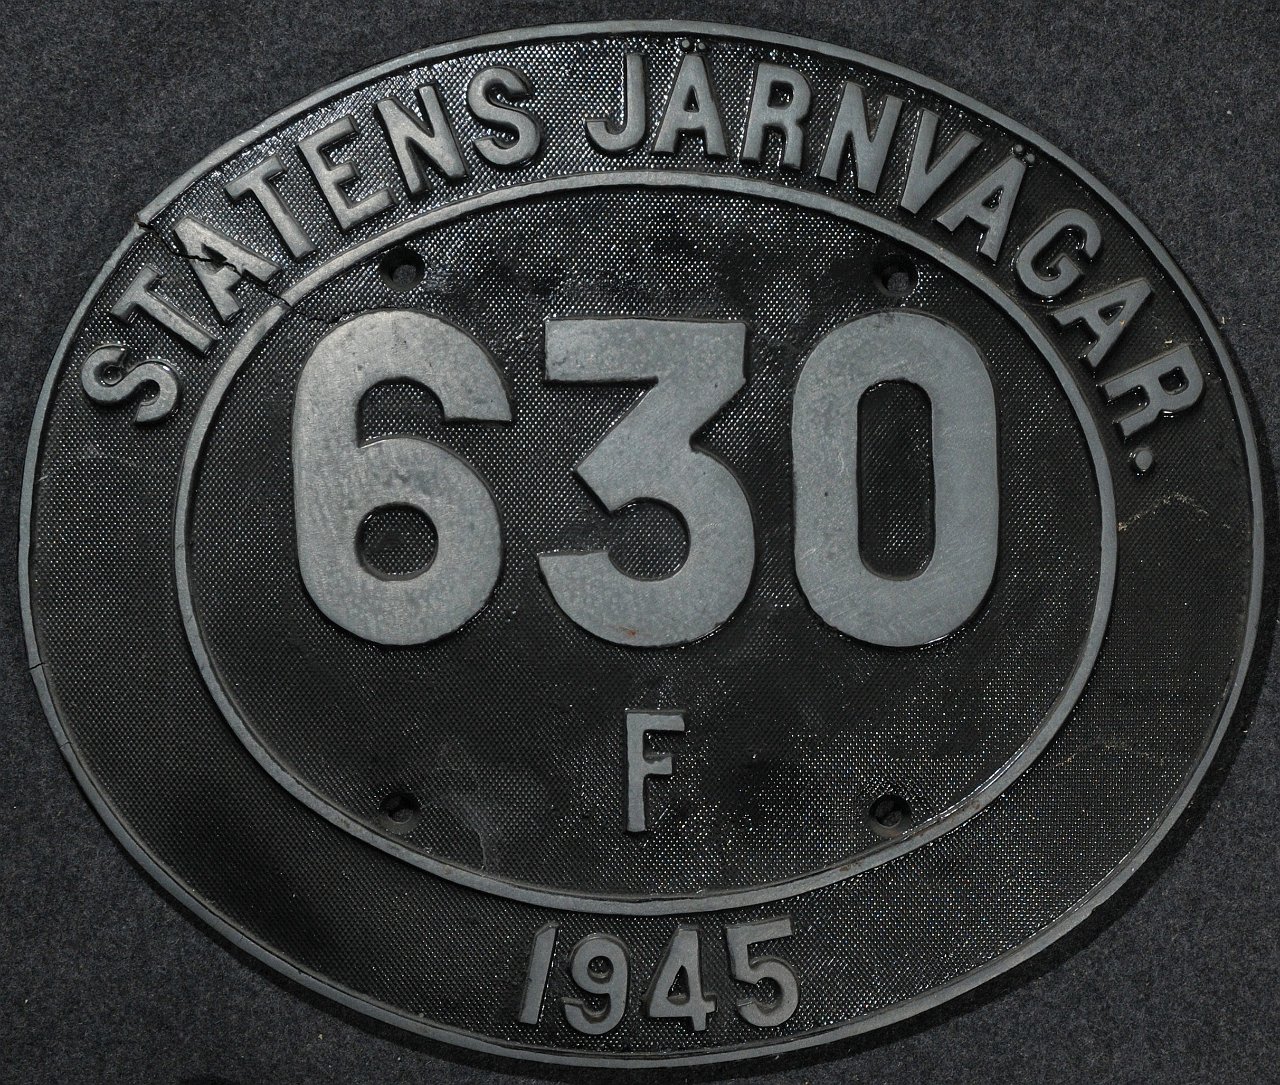 STATENS JÄRNVÄGAR.
630
F
1945